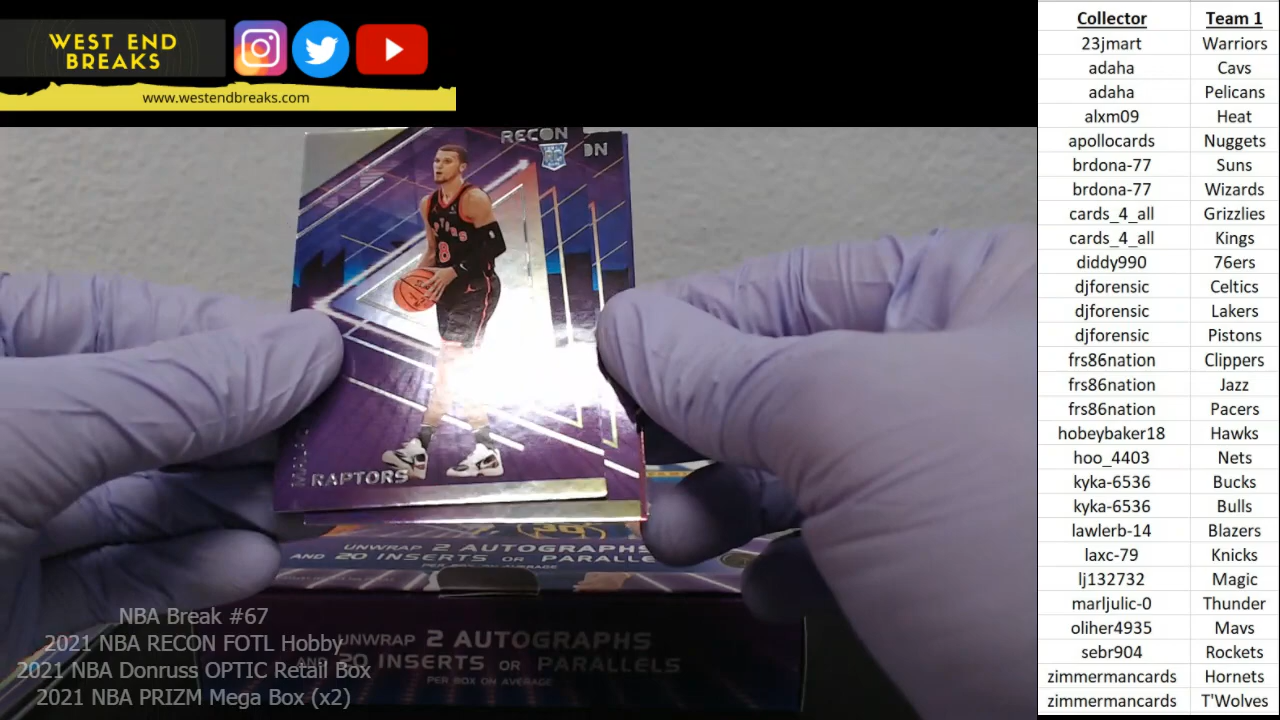 WEST END
BREAKS
www.westendbreaks.com
RECON
RC
ON
RAPTORS
8
RAPTORS
UNWRAP 2 AUTOGRAPHS
AND 20 INSERTS OR PARALLELS
PER BOX ON AVERAGE
UNWRAP 2 AUTOGRAPHS
AND 20 INSERTS OR PARALLELS
PER BOX ON AVERAGE
NBA Break #67
2021 NBA RECON FOTL Hobby
2021 NBA Donruss OPTIC Retail Box
2021 NBA PRIZM Mega Box (x2)
Collector Team 1
23jmart Warriors
adaha Cavs
adaha Pelicans
alxm09 Heat
apollocards Nuggets
brdona-77 Suns
brdona-77 Wizards
cards_4_all Grizzlies
cards_4_all Kings
diddy990 76ers
djforensic Celtics
djforensic Lakers
djforensic Pistons
frs86nation Clippers
frs86nation Jazz
frs86nation Pacers
hobeybaker18 Hawks
hoo_4403 Nets
kyka-6536 Bucks
kyka-6536 Bulls
lawlerb-14 Blazers
laxc-79 Knicks
lj132732 Magic
marljulic-0 Thunder
oliher4935 Mavs
sebr904 Rockets
zimmermancards Hornets
zimmermancards T'Wolves